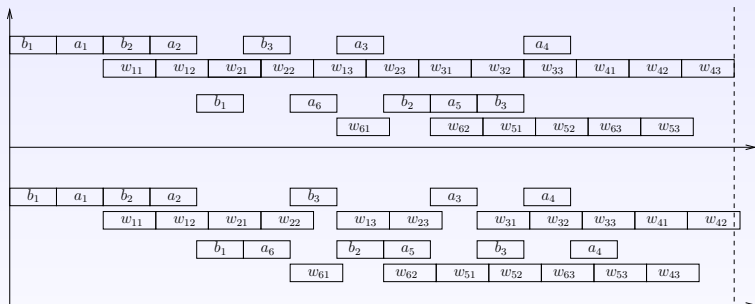 b₁ a₁ b₂ a₂ b₃ a₃ a₄
w₁₁ w₁₂ w₂₁ w₂₂ w₁₃ w₂₃ w₃₁ w₃₂ w₃₃ w₄₁ w₄₂ w₄₃
b₁ a₆ b₂ a₅ b₃
w₆₁ w₆₂ w₅₁ w₅₂ w₆₃ w₅₃
b₁ a₁ b₂ a₂ b₃ a₃ a₄
w₁₁ w₁₂ w₂₁ w₂₂ w₁₃ w₂₃ w₃₁ w₃₂ w₃₃ w₄₁ w₄₂
b₁ a₆ b₂ a₅ b₃ a₄
w₆₁ w₆₂ w₅₁ w₅₂ w₆₃ w₅₃ w₄₃